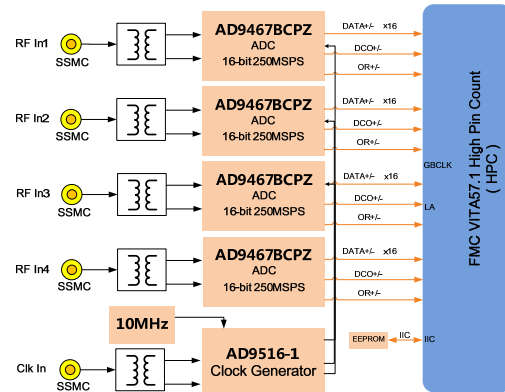 RF In1
SSMC
AD9467BCPZ
ADC
16-bit 250MSPS
DATA+/- x16
DCO+/-
OR+/-
RF In2
SSMC
AD9467BCPZ
ADC
16-bit 250MSPS
DATA+/- x16
DCO+/-
OR+/-
RF In3
SSMC
AD9467BCPZ
ADC
16-bit 250MSPS
DATA+/- x16
DCO+/-
OR+/-
RF In4
SSMC
AD9467BCPZ
ADC
16-bit 250MSPS
DATA+/- x16
DCO+/-
OR+/-
10MHz
Clk In
SSMC
AD9516-1
Clock Generator
EEPROM
IIC
GBCLK
LA
IIC
FMC VITA57.1 High Pin Count
( HPC )